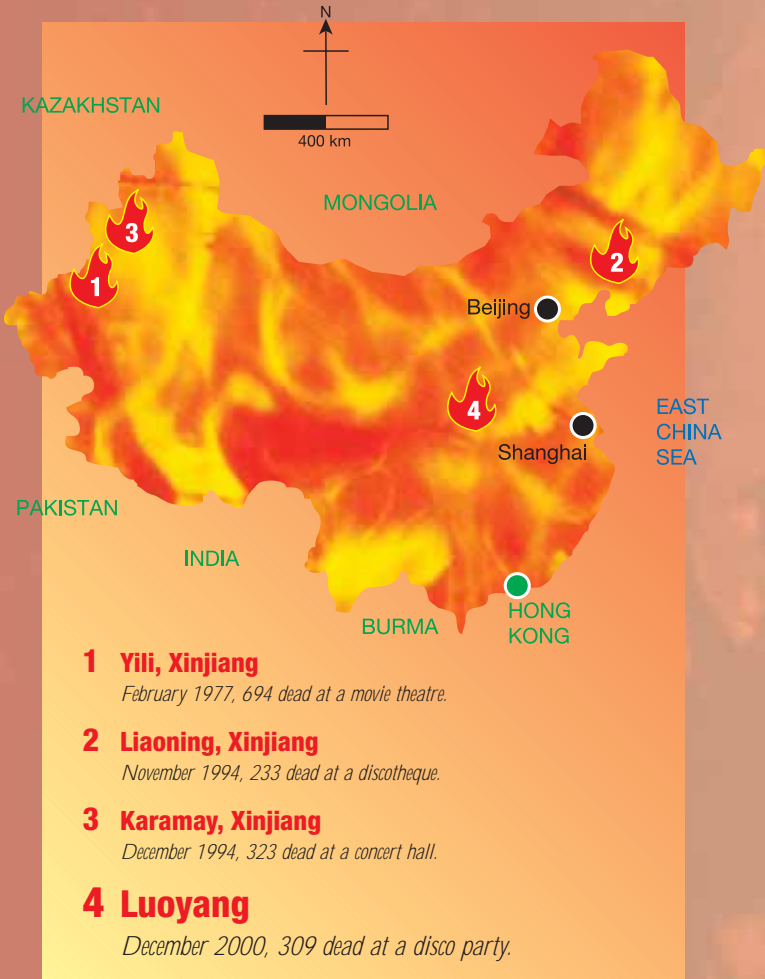 N
KAZAKHSTAN
400 km
MONGOLIA
3
1
2
Beijing
4
EAST
CHINA
SEA
Shanghai
PAKISTAN
INDIA
HONG
KONG
BURMA
1 Yili, Xinjiang
February 1977, 694 dead at a movie theatre.
2 Liaoning, Xinjiang
November 1994, 233 dead at a discotheque.
3 Karamay, Xinjiang
December 1994, 323 dead at a concert hall.
4 Luoyang
December 2000, 309 dead at a disco party.